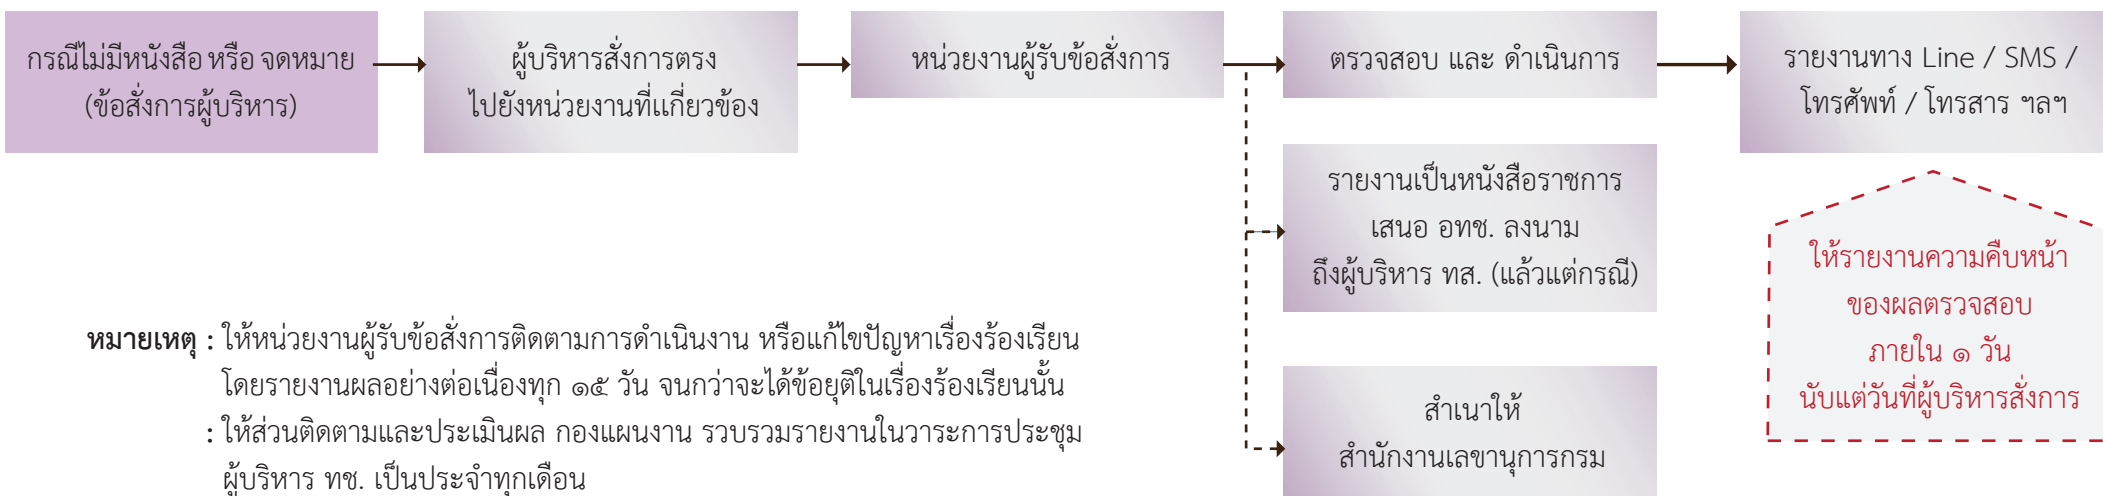 กรณีไม่มีหนังสือ หรือ จดหมาย
(ข้อสั่งการผู้บริหาร)
ผู้บริหารสั่งการตรง
ไปยังหน่วยงานที่เเกี่ยวข้อง
หน่วยงานผู้รับข้อสั่งการ
ตรวจสอบ และ ดำเนินการ
รายงานทาง Line / SMS /
โทรศัพท์ / โทรสาร ฯลฯ
รายงานเป็นหนังสือราชการ
เสนอ อทช. ลงนาม
ถึงผู้บริหาร ทส. (แล้วแต่กรณี)
สำเนาให้
สำนักงานเลขานุการกรม
ให้รายงานความคืบหน้า
ของผลตรวจสอบ
ภายใน ๑ วัน
นับแต่วันที่ผู้บริหารสั่งการ
หมายเหตุ : ให้หน่วยงานผู้รับข้อสั่งการติดตามการดำเนินงาน หรือแก้ไขปัญหาเรื่องร้องเรียน
โดยรายงานผลอย่างต่อเนื่องทุก ๑๕ วัน จนกว่าจะได้ข้อยุติในเรื่องร้องเรียนนั้น
: ให้ส่วนติดตามและประเมินผล กองแผนงาน รวบรวมรายงานในวาระการประชุม
ผู้บริหาร ทช. เป็นประจำทุกเดือน